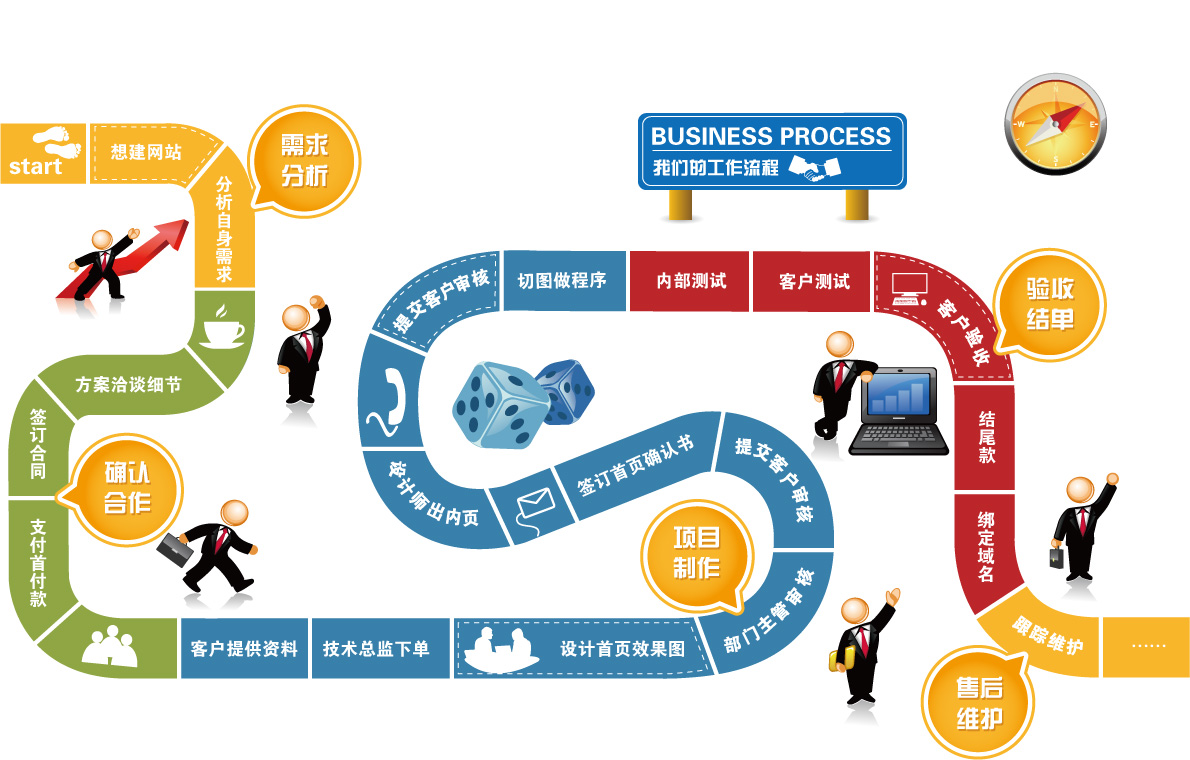 BUSINESS PROCESS
我们的工作流程
N
W
E
S
start
想建网站
分析自身需求
需求
分析
方案洽谈细节
签订合同
确认
合作
支付首付款
客户提供资料
技术总监下单
设计首页效果图
部门主管审核
项目
制作
提交客户审核
签订首页确认书
设计师出内页
提交客户审核
切图做程序
内部测试
客户测试
客户验收
验收
结单
结尾款
绑定域名
跟踪维护
售后
维护
……